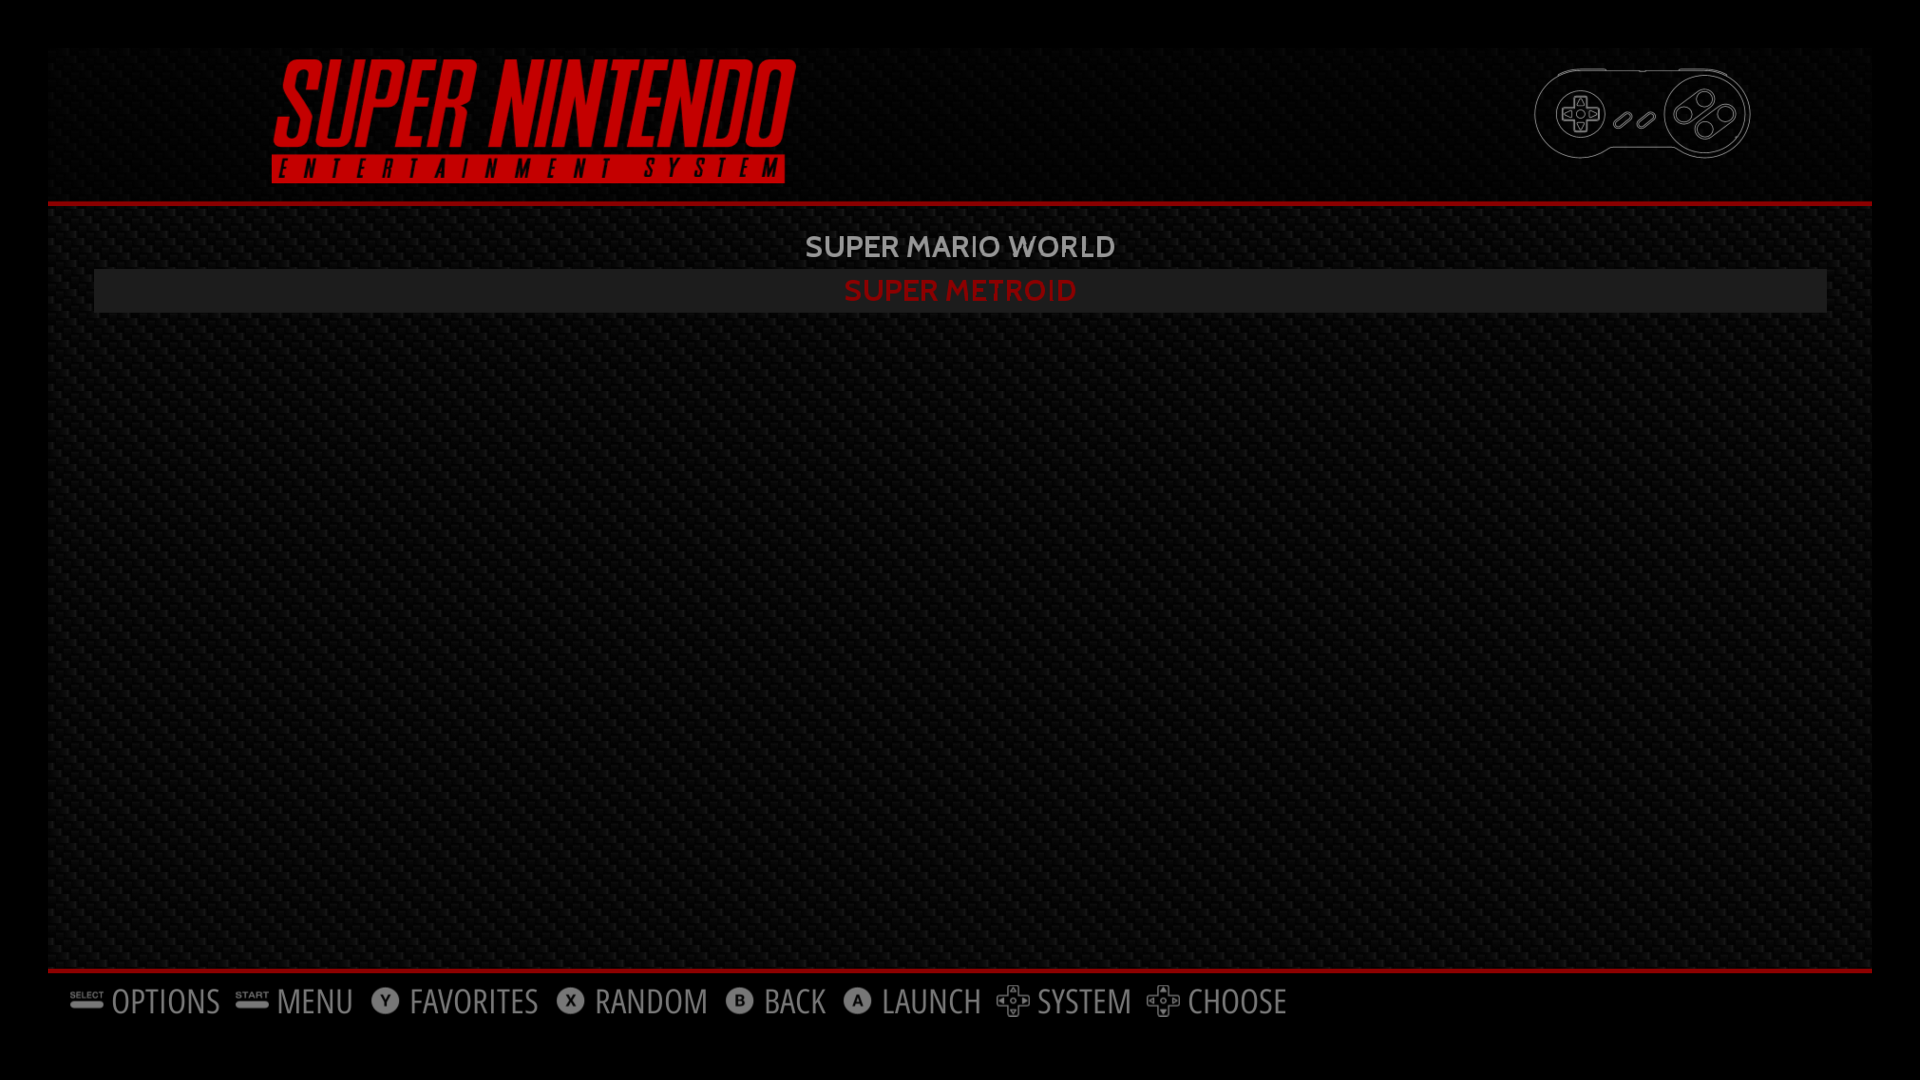 SUPER NINTENDO
ENTERTAINMENT SYSTEM
SUPER MARIO WORLD
SUPER METROID
SELECT OPTIONS START MENU Y FAVORITES X RANDOM B BACK A LAUNCH SYSTEM CHOOSE